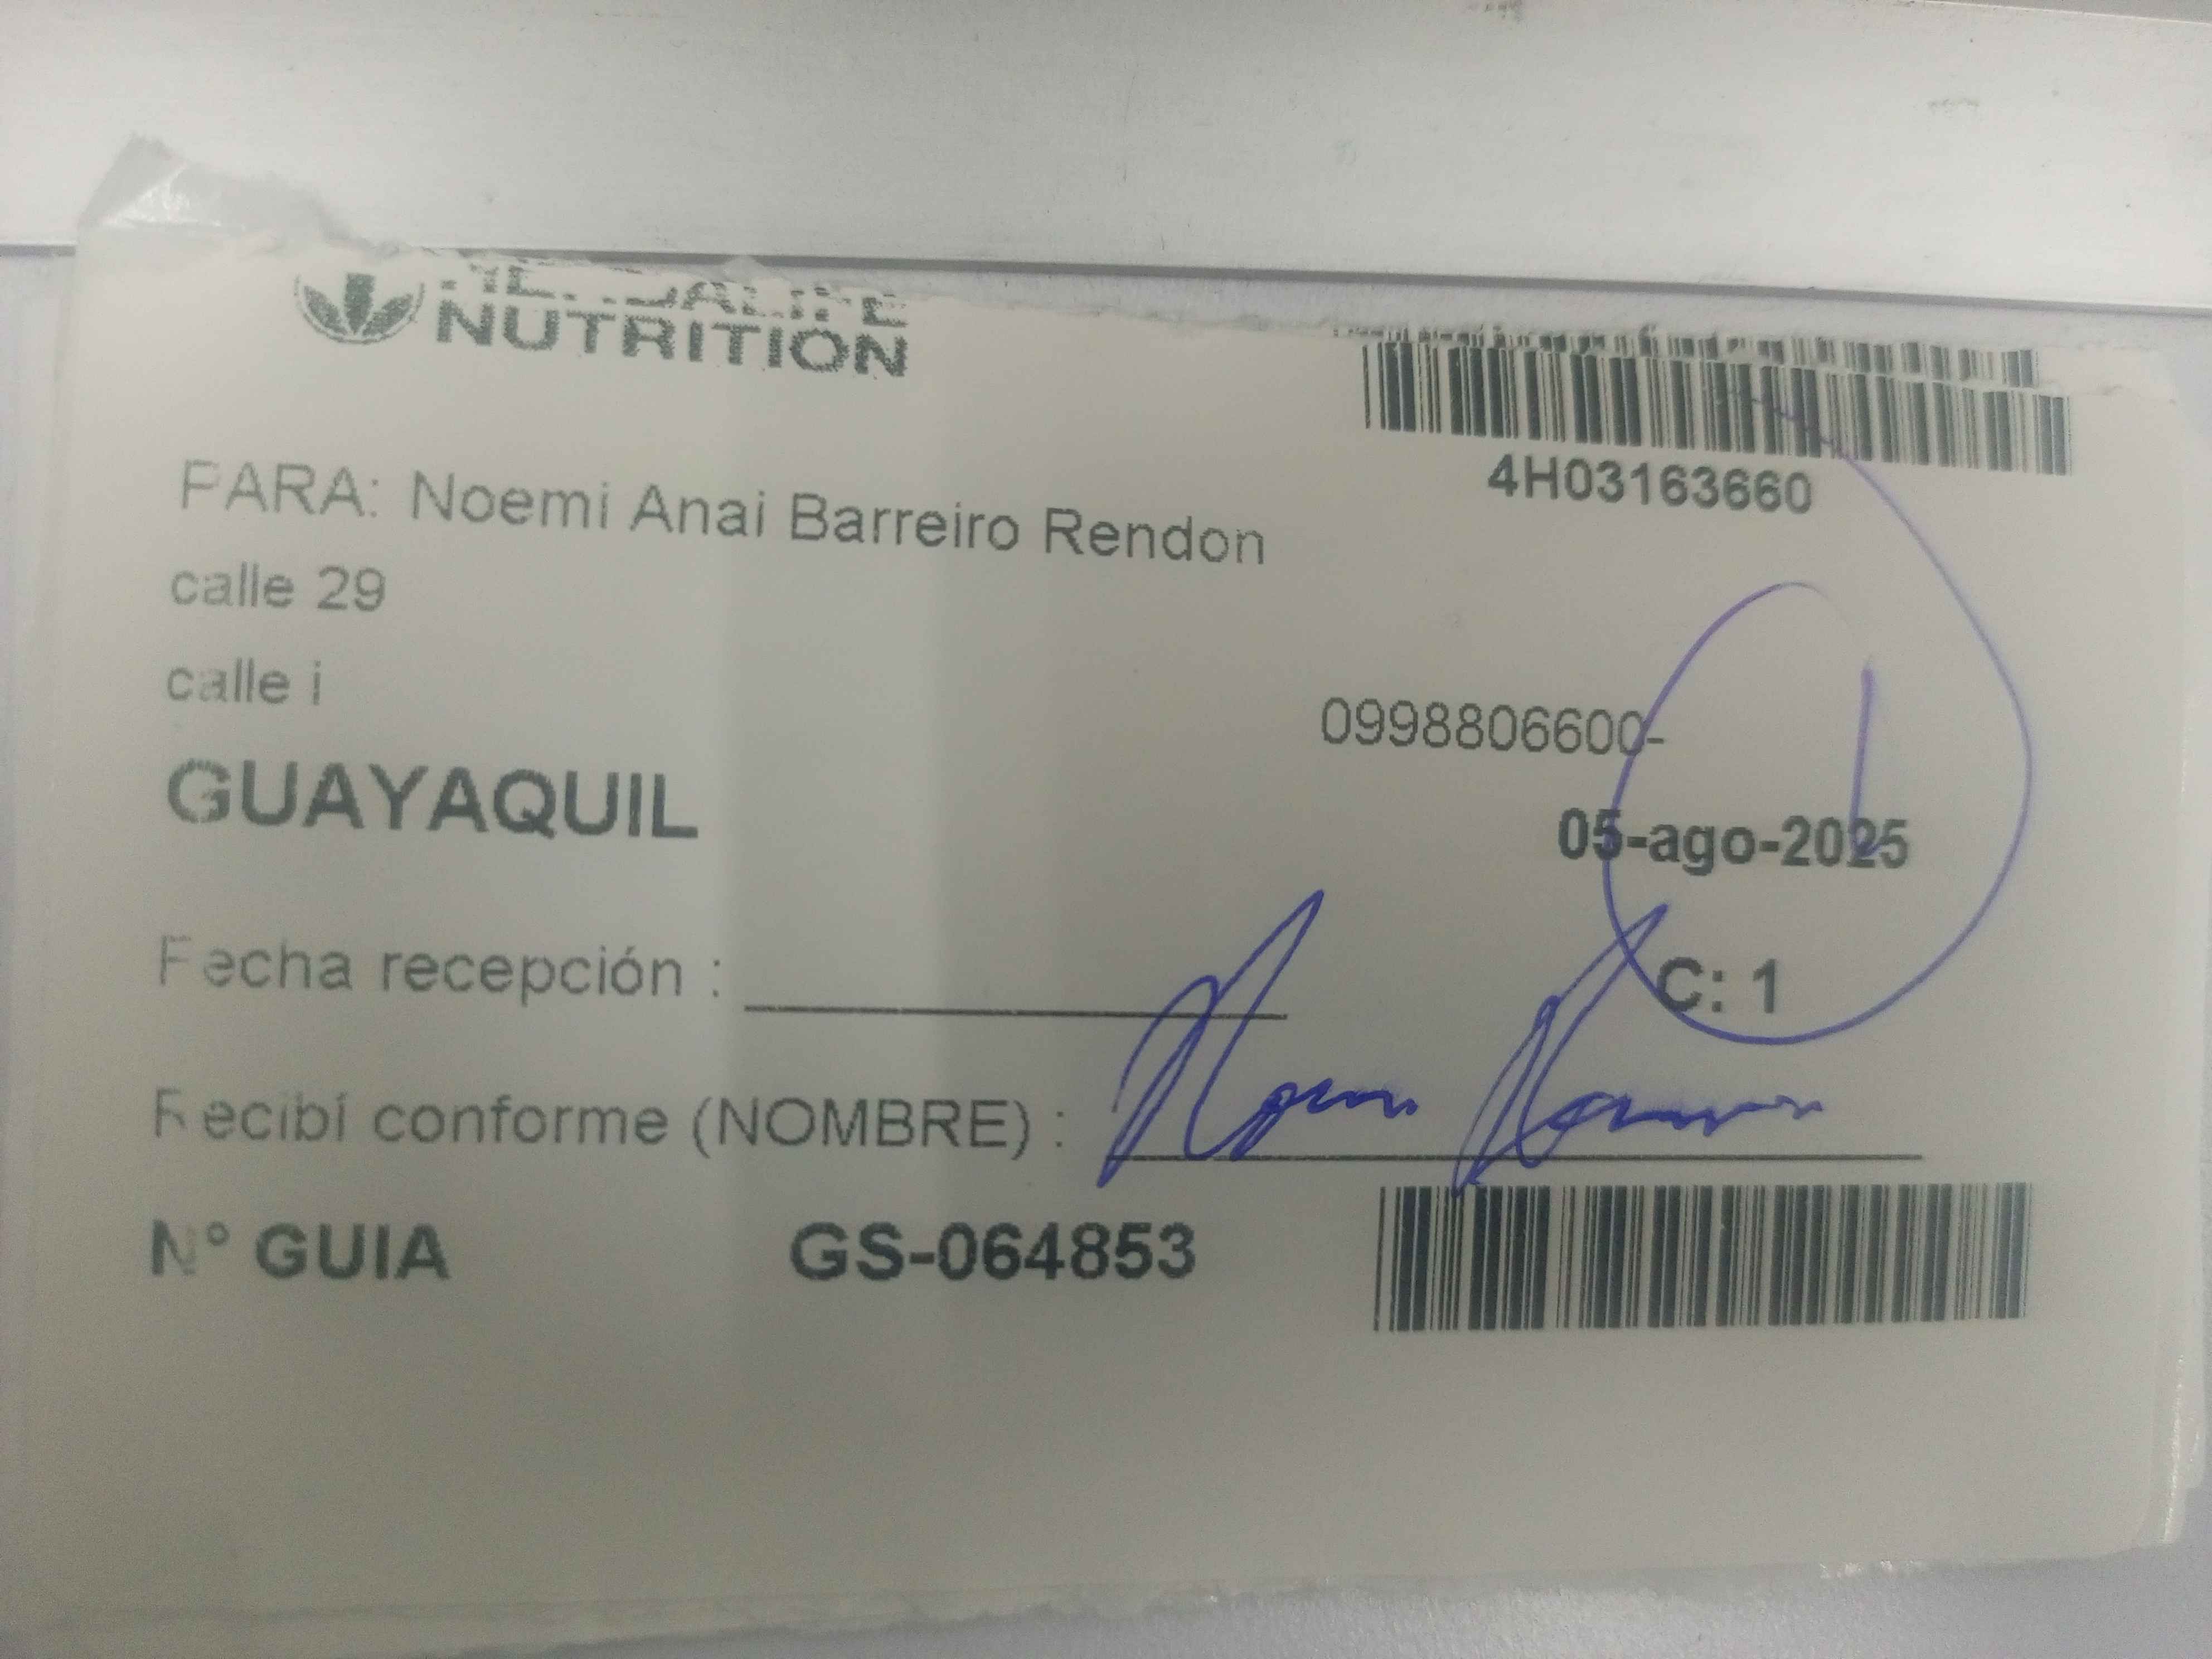 HERBALIFE
NUTRITION
4H03163660
PARA: Noemi Anai Barreiro Rendon
calle 29
calle i
0998806600-
GUAYAQUIL
05-ago-2025
Fecha recepción :
C: 1
Recibí conforme (NOMBRE) :
N° GUIA GS-064853